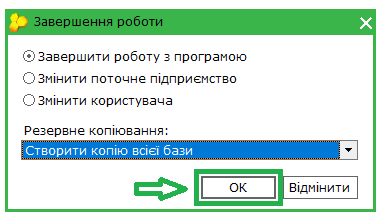 Завершення роботи
Завершити роботу з програмою
Змінити поточне підприємство
Змінити користувача
Резервне копіювання:
Створити копію всієї бази
OK
Відмінити